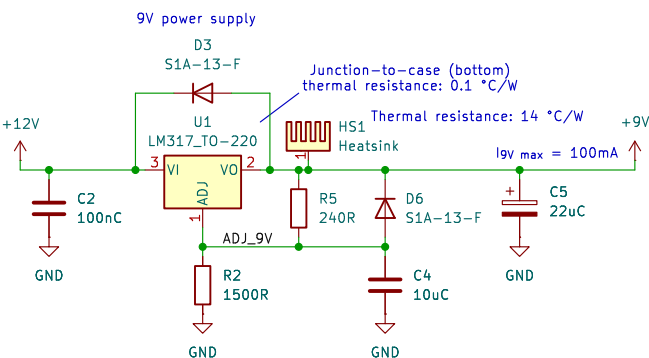 9V power supply
D3
S1A-13-F
Junction-to-case (bottom)
thermal resistance: 0.1 °C/W
U1
LM317_TO-220
Thermal resistance: 14 °C/W
+12V
HS1
Heatsink
1
+9V
I9V max = 100mA
3
VI
VO
2
ADJ
1
C2
100nC
R5
240R
D6
S1A-13-F
+
C5
22uC
ADJ_9V
GND
GND
R2
1500R
C4
10uC
GND
GND